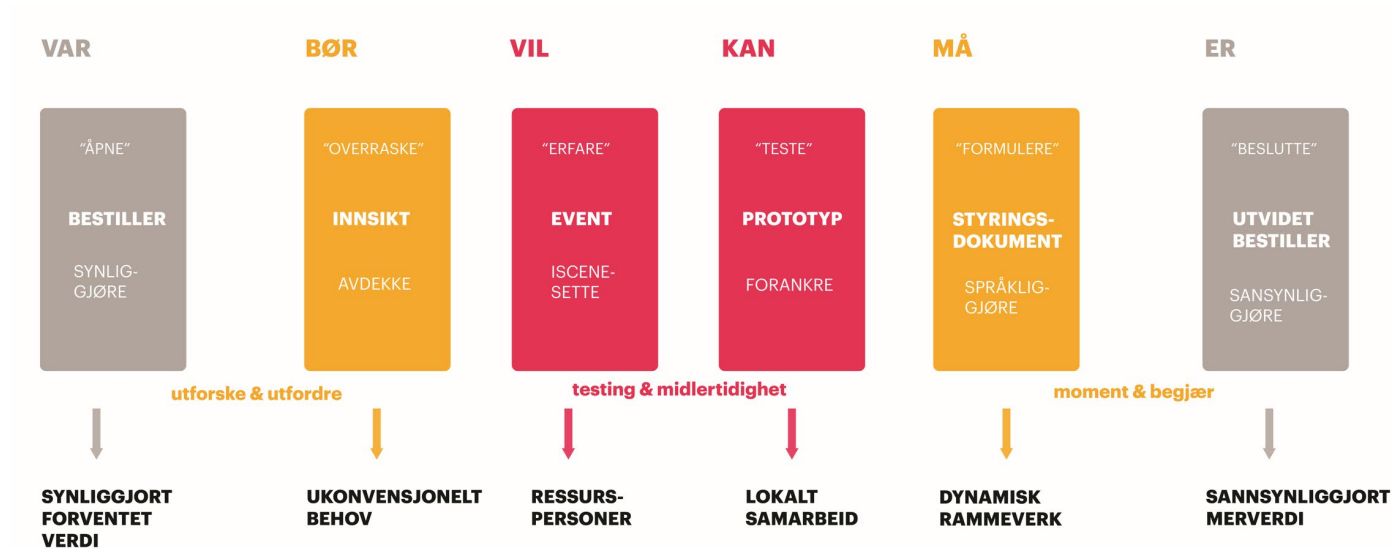 VAR
BØR
VIL
KAN
MÅ
ER
“ÅPNE”
“OVERRASKE”
“ERFARE”
“TESTE”
“FORMULERE”
“BESLUTTE”
BESTILLER
INNSIKT
EVENT
PROTOTYP
STYRINGS-
DOKUMENT
UTVIDET
BESTILLER
SYNLIG-
GJØRE
AVDEKKE
ISCENE-
SETTE
FORANKRE
SPRÅKLIG-
GJØRE
SANSYNLIG-
GJØRE
utforske & utfordre
testing & midlertidighet
moment & begjær
SYNLIGGJORT
FORVENTET
VERDI
UKONVENSJONELT
BEHOV
RESSURS-
PERSONER
LOKALT
SAMARBEID
DYNAMISK
RAMMEVERK
SANNSYNLIGGJORT
MERVERDI